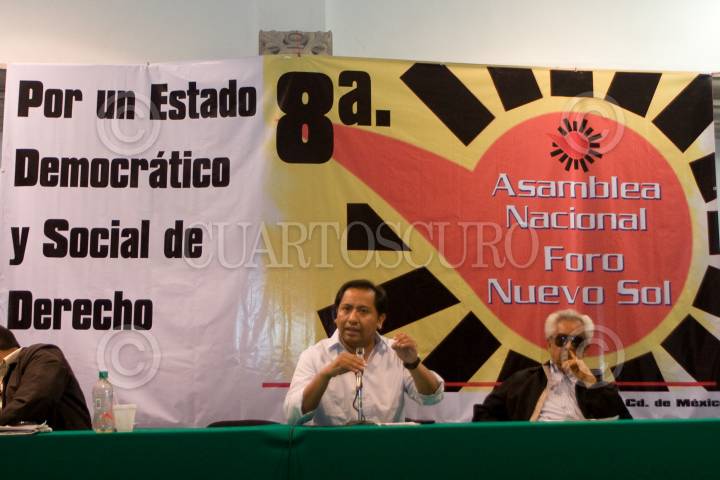 Por un Estado
Democrático
y Social de
Derecho
8a.
Asamblea
Nacional
Foro
Nuevo Sol
Cd. de México
CUARTOSCURO
©
©
©
©